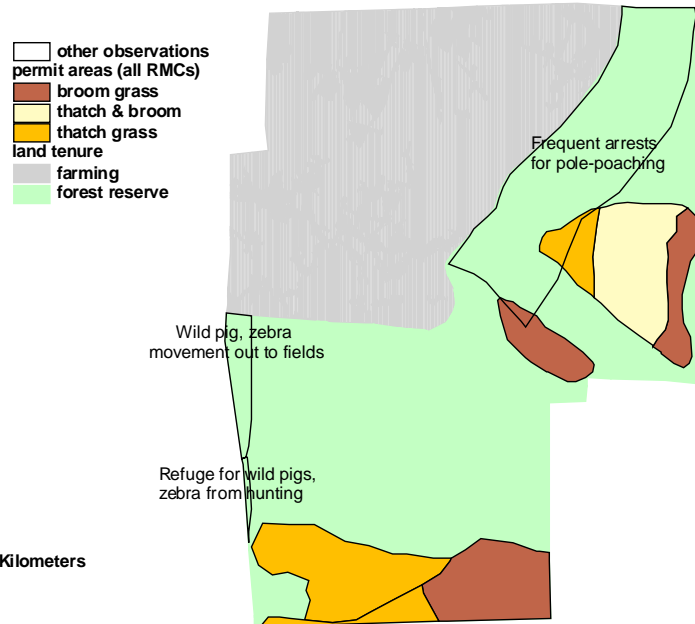 other observations
permit areas (all RMCs)
broom grass
thatch & broom
thatch grass
land tenure
farming
forest reserve
Frequent arrests
for pole-poaching
Wild pig, zebra
movement out to fields
Refuge for wild pigs,
zebra from hunting
Kilometers